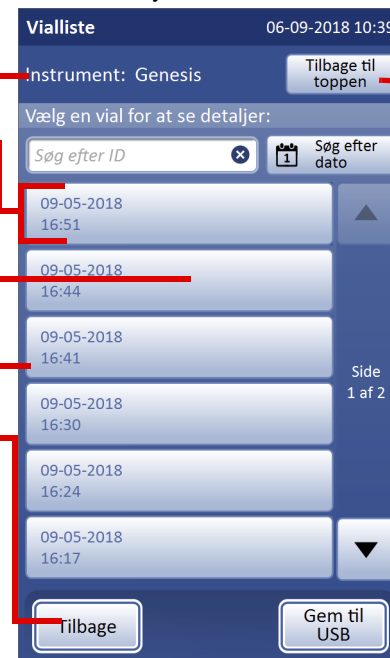 Vialliste 06-09-2018 10:39
Instrument: Genesis
Tilbage til
toppen
Vælg en vial for at se detaljer:
Søg efter ID
1
Søg efter
dato
09-05-2018
16:51
09-05-2018
16:44
09-05-2018
16:41
Side
1 af 2
09-05-2018
16:30
09-05-2018
16:24
09-05-2018
16:17
Tilbage
Gem til
USB